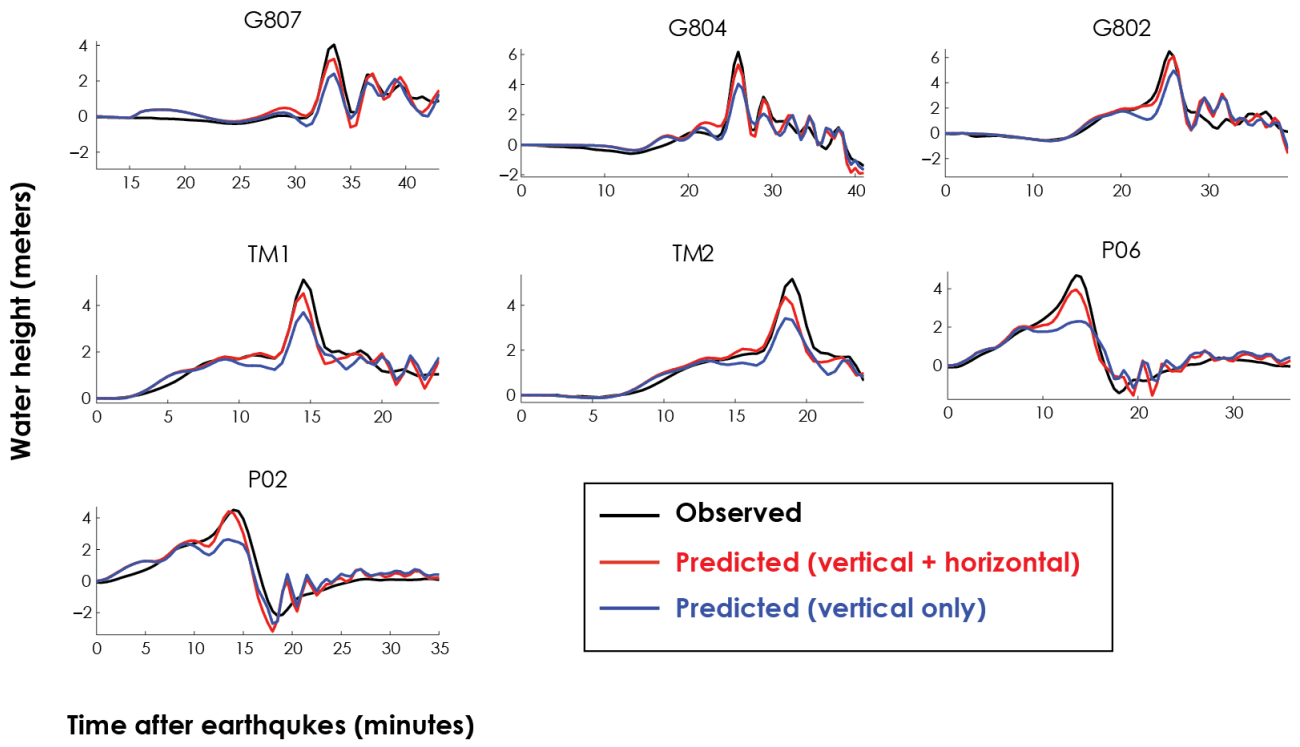 G807
4
2
0
−2
15 20 25 30 35 40
G804
6
4
2
0
−2
0 10 20 30 40
G802
6
4
2
0
−2
0 10 20 30
Water height (meters)
TM1
4
2
0
0 5 10 15 20
TM2
4
2
0
0 5 10 15 20
P06
4
2
0
0 10 20 30
P02
4
2
0
−2
0 5 10 15 20 25 30 35
Observed
Predicted (vertical + horizontal)
Predicted (vertical only)
Time after earthqukes (minutes)